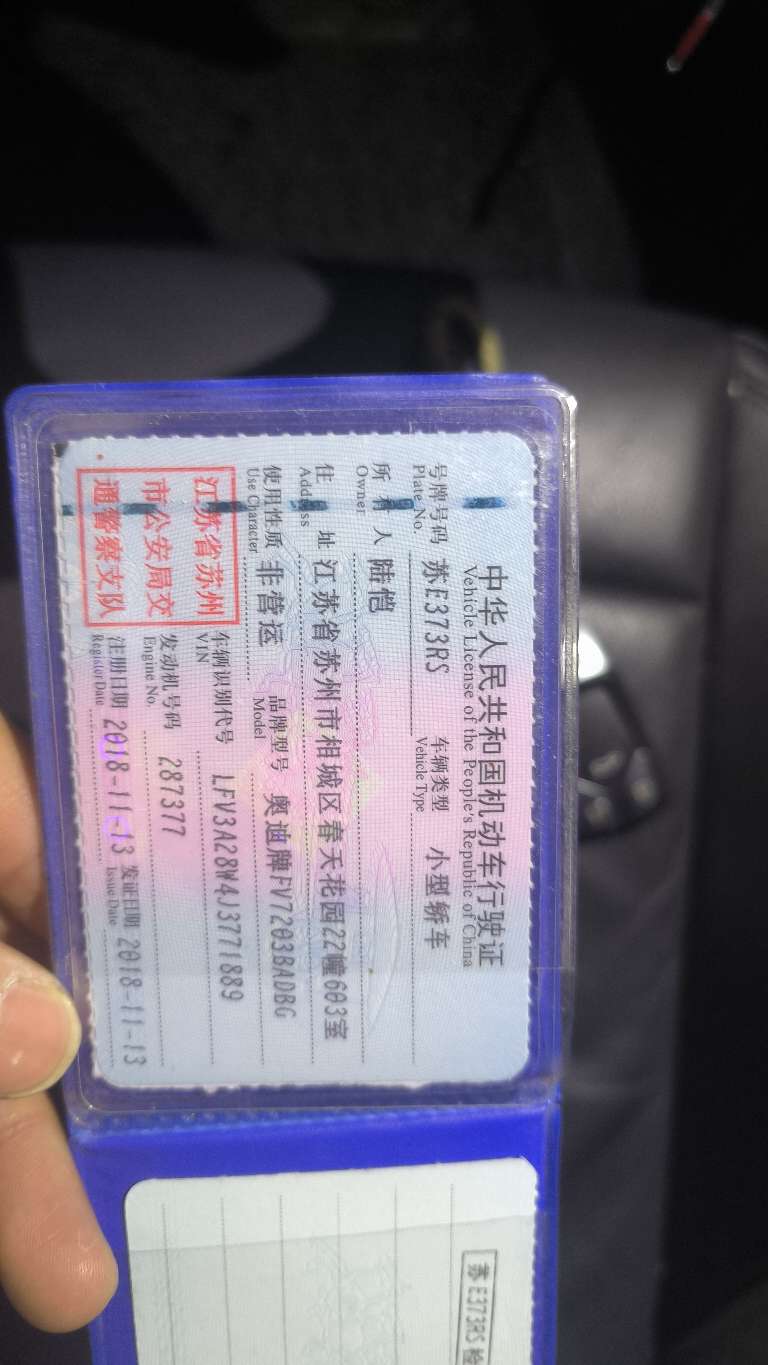 中华人民共和国机动车行驶证
Vehicle License of the People's Republic of China
号牌号码 苏E373RS 车辆类型 小型轿车
Plate No. Vehicle Type
所有人 陆恺
Owner
住址 江苏省苏州市相城区春天花园22幢603室
Address
使用性质 非营运 品牌型号 奥迪牌FV7203BADBG
Use Character Model
江苏省苏州
市公安局交
通警察支队
车辆识别代号 LFV3A28W4J3771889
VIN
发动机号码 287377
Engine No.
注册日期 2018-11-13 发证日期 2018-11-13
Register Date Issue Date
苏E373RS 检